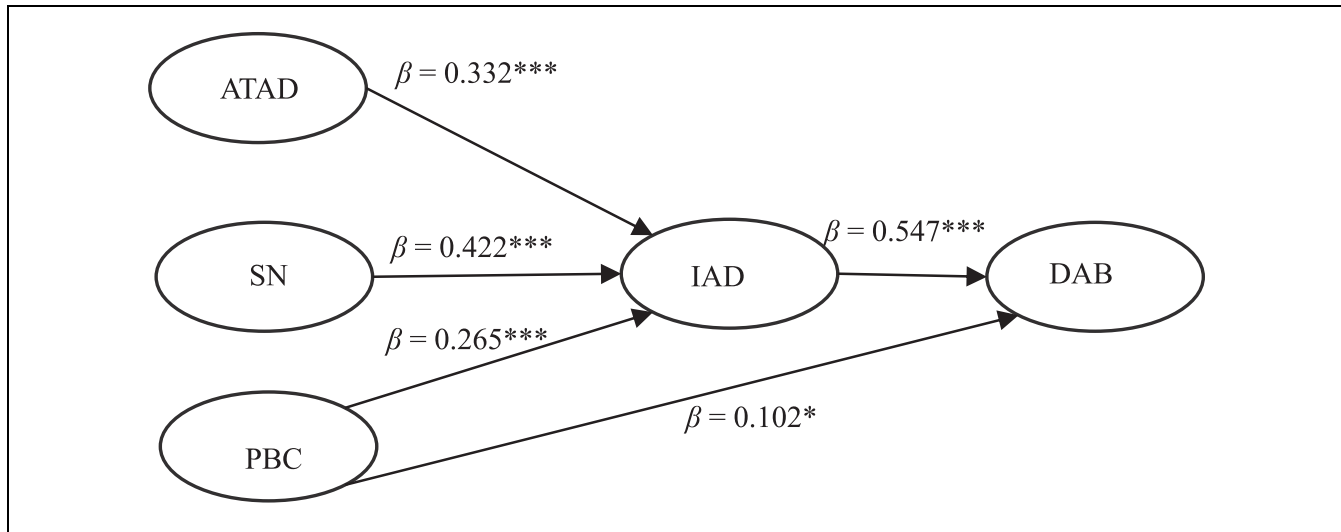 ATAD
β = 0.332***
SN
β = 0.422***
IAD
β = 0.547***
DAB
β = 0.265***
PBC
β = 0.102*